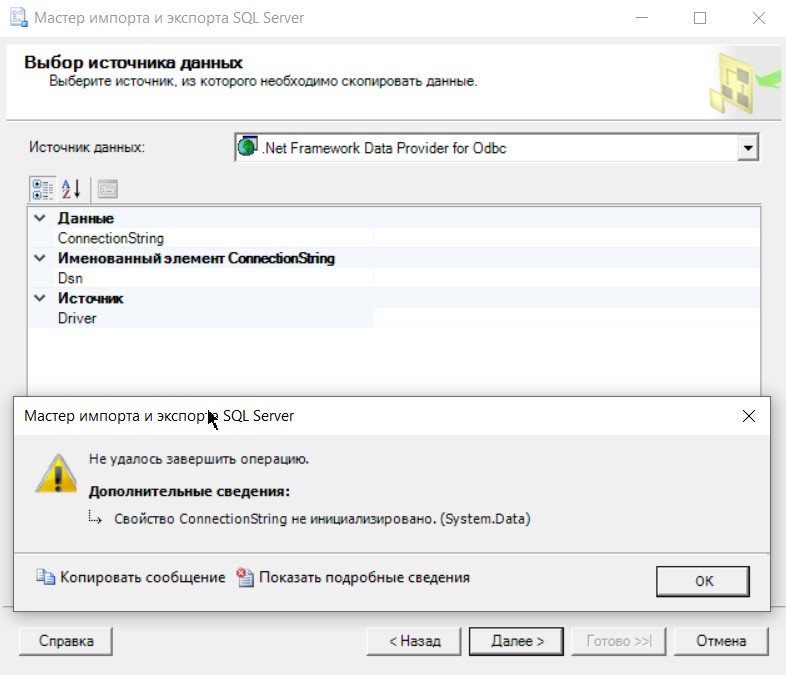 Мастер импорта и экспорта SQL Server
Выбор источника данных
Выберите источник, из которого необходимо скопировать данные.
Источник данных:
.Net Framework Data Provider for Odbc
Данные
ConnectionString
Именованный элемент ConnectionString
Dsn
Источник
Driver
Мастер импорта и экспорта SQL Server
Не удалось завершить операцию.
Дополнительные сведения:
Свойство ConnectionString не инициализировано. (System.Data)
Копировать сообщение Показать подробные сведения OK
Справка < Назад Далее > Готово >>| Отмена